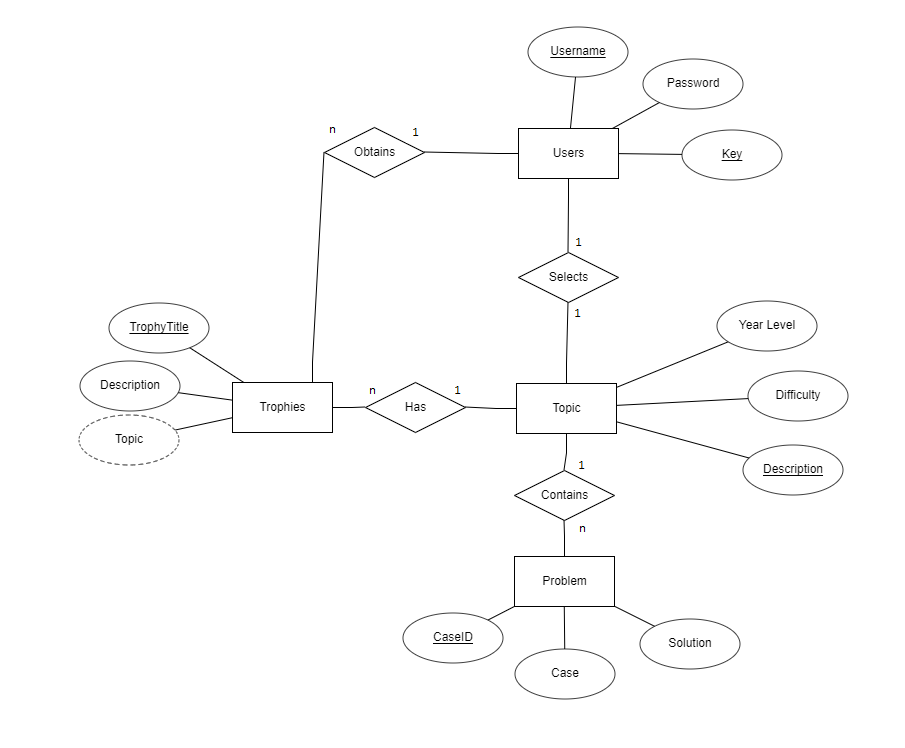 Username
Password
n
1
Obtains
Users
Key
1
Selects
1
TrophyTitle
Year Level
Description
Difficulty
n
1
Trophies
Has
Topic
Topic
1
Description
Contains
n
Problem
CaseID
Solution
Case